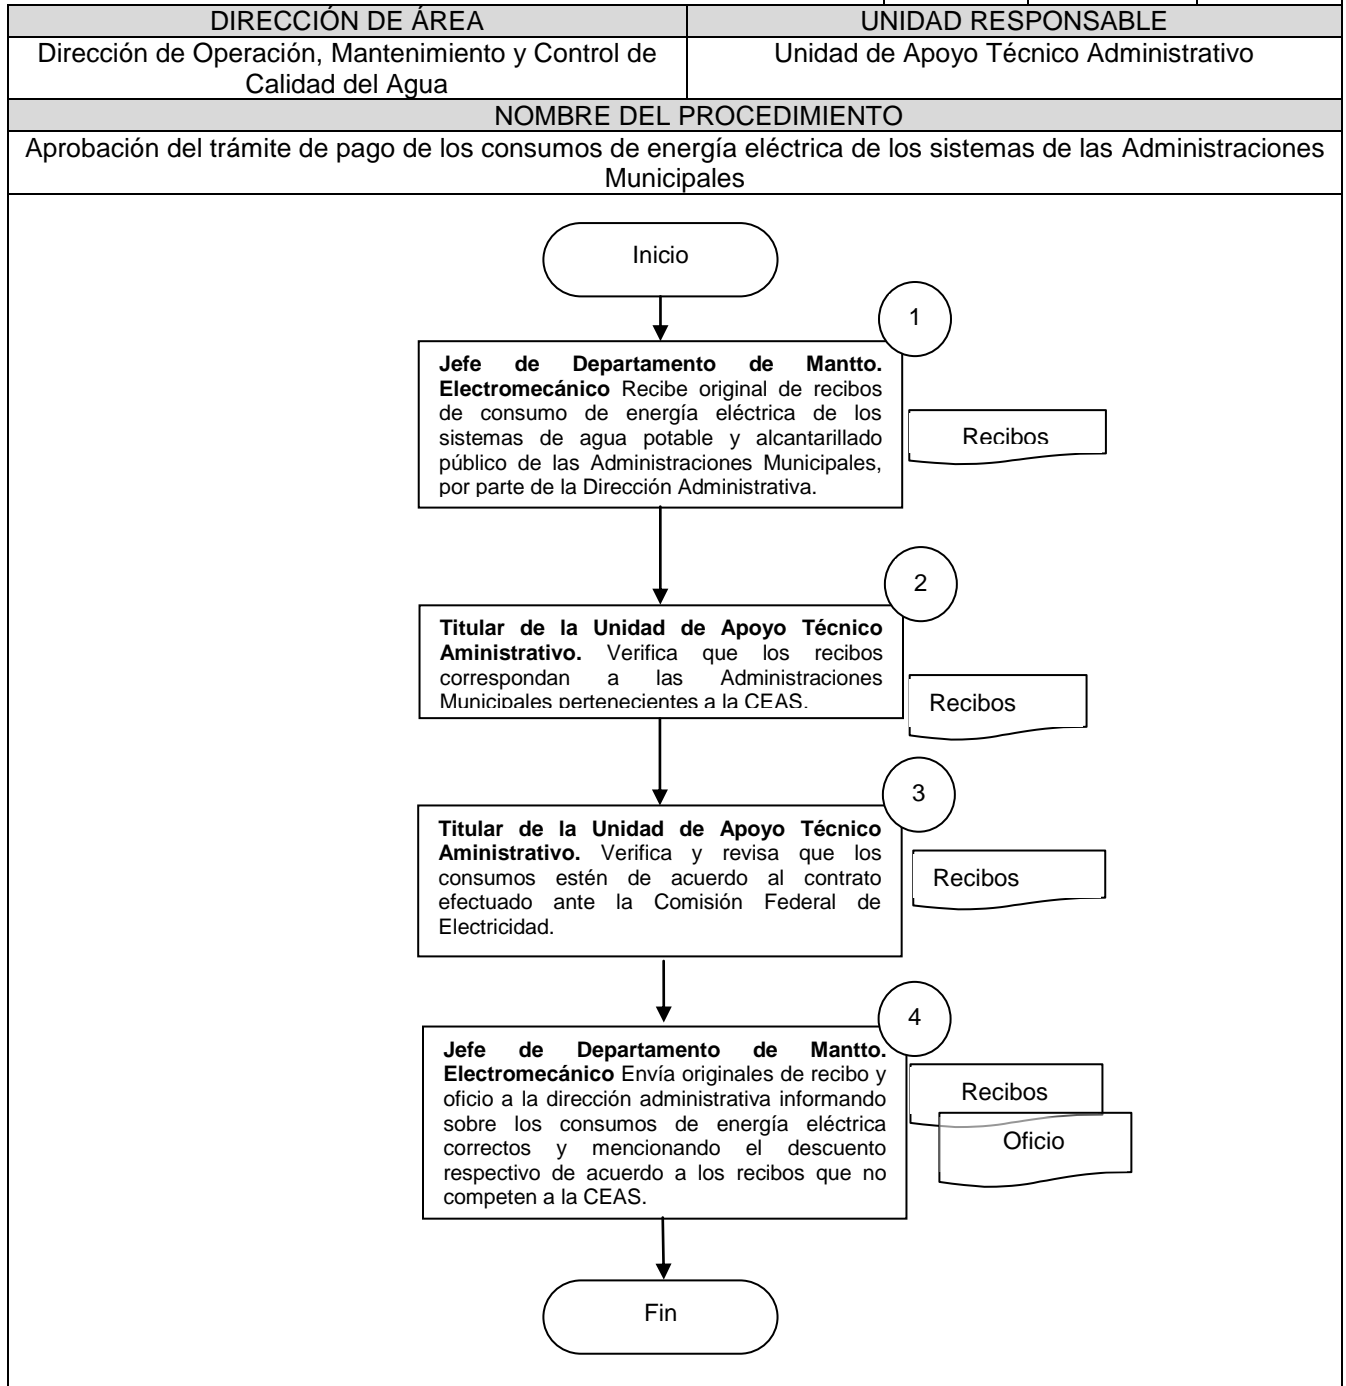 DIRECCIÓN DE ÁREA
UNIDAD RESPONSABLE
Dirección de Operación, Mantenimiento y Control de
Calidad del Agua
Unidad de Apoyo Técnico Administrativo
NOMBRE DEL PROCEDIMIENTO
Aprobación del trámite de pago de los consumos de energía eléctrica de los sistemas de las Administraciones
Municipales
Inicio
1
Jefe de Departamento de Mantto.
Electromecánico Recibe original de recibos
de consumo de energía eléctrica de los
sistemas de agua potable y alcantarillado
público de las Administraciones Municipales,
por parte de la Dirección Administrativa.
Recibos
2
Titular de la Unidad de Apoyo Técnico
Aministrativo. Verifica que los recibos
correspondan a las Administraciones
Municipales pertenecientes a la CEAS.
Recibos
3
Titular de la Unidad de Apoyo Técnico
Aministrativo. Verifica y revisa que los
consumos estén de acuerdo al contrato
efectuado ante la Comisión Federal de
Electricidad.
Recibos
4
Jefe de Departamento de Mantto.
Electromecánico Envía originales de recibo y
oficio a la dirección administrativa informando
sobre los consumos de energía eléctrica
correctos y mencionando el descuento
respectivo de acuerdo a los recibos que no
competen a la CEAS.
Recibos
Oficio
Fin